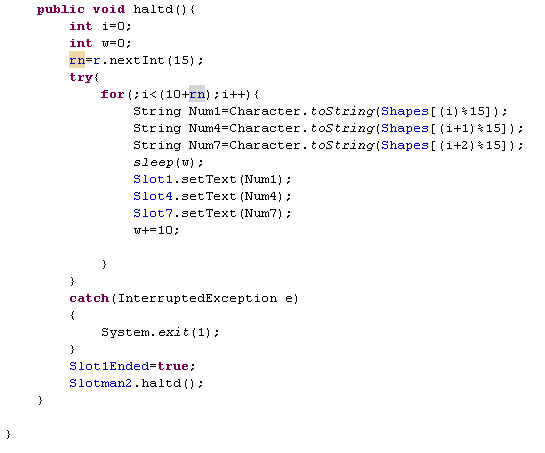 public void haltd(){
int i=0;
int w=0;
rn=r.nextInt(15);
try{
for(;i<(10+rn);i++){
String Num1=Character.toString(Shapes[(i)%15]);
String Num4=Character.toString(Shapes[(i+1)%15]);
String Num7=Character.toString(Shapes[(i+2)%15]);
sleep(w);
Slot1.setText(Num1);
Slot4.setText(Num4);
Slot7.setText(Num7);
w+=10;
}
}
catch(InterruptedException e)
{
System.exit(1);
}
Slot1Ended=true;
Slotman2.haltd();
}
}